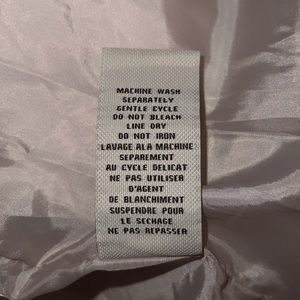 MACHINE WASH
SEPARATELY
GENTLE CYCLE
DO NOT BLEACH
LINE DRY
DO NOT IRON
LAVAGE ALA MACHINE
SEPAREMENT
AU CYCLE DELICAT
NE PAS UTILISER
D'AGENT
DE BLANCHIMENT
SUSPENDRE POUR
LE SECHAGE
NE PAS REPASSER